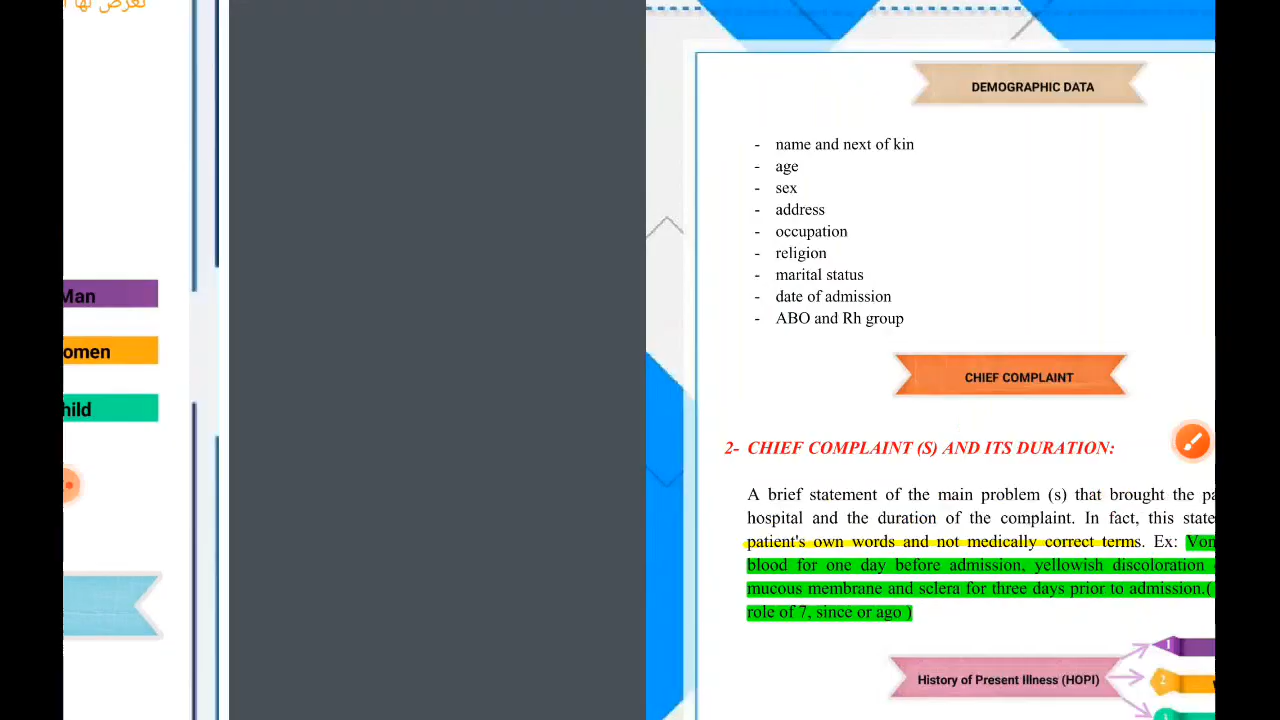 تعرض لها ا
Man
omen
hild
DEMOGRAPHIC DATA
- name and next of kin
- age
- sex
- address
- occupation
- religion
- marital status
- date of admission
- ABO and Rh group
CHIEF COMPLAINT
2- CHIEF COMPLAINT (S) AND ITS DURATION:
A brief statement of the main problem (s) that brought the pa
hospital and the duration of the complaint. In fact, this state
patient's own words and not medically correct terms. Ex: Vom
blood for one day before admission, yellowish discoloration
mucous membrane and sclera for three days prior to admission.(
role of 7, since or ago )
History of Present Illness (HOPI)
1
2